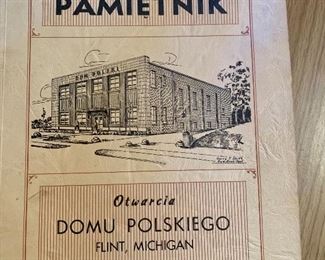 PAMIĘTNIK
DOM POLSKI
Otwarcia
DOMU POLSKIEGO
FLINT, MICHIGAN